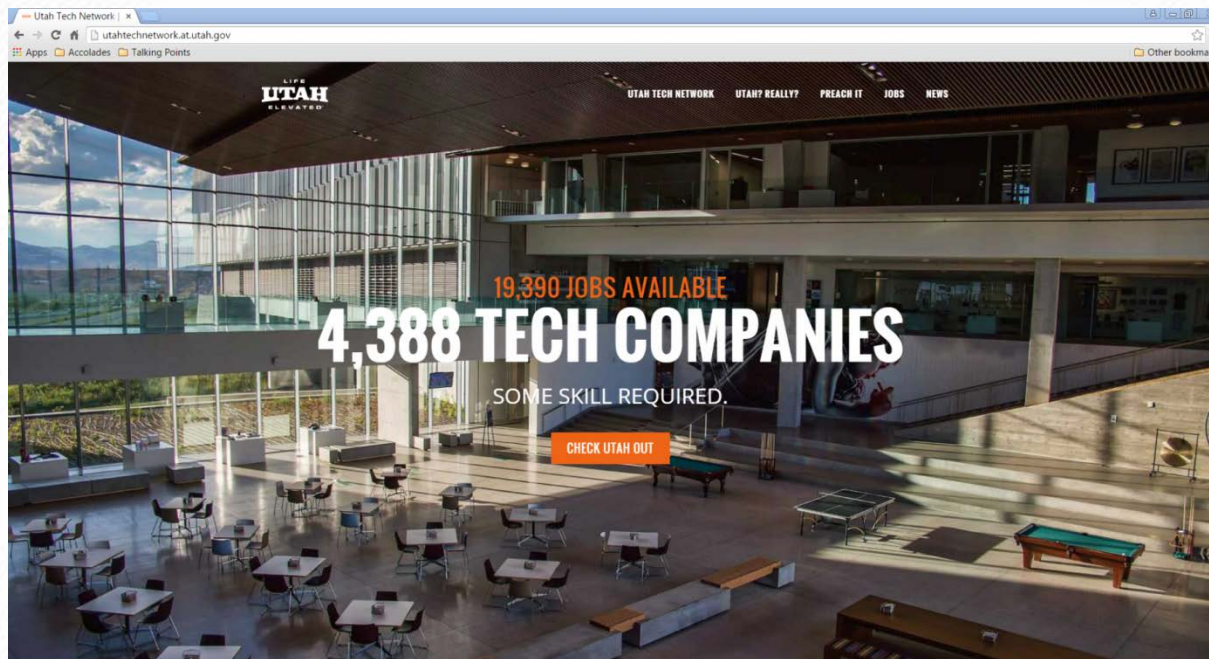 Utah Tech Network |
utahtechnetwork.at.utah.gov
Apps Accolades Talking Points Other bookma
LIFE
UTAH
ELEVATED
UTAH TECH NETWORK UTAH? REALLY? PREACH IT JOBS NEWS
19,390 JOBS AVAILABLE
4,388 TECH COMPANIES
SOME SKILL REQUIRED.
CHECK UTAH OUT